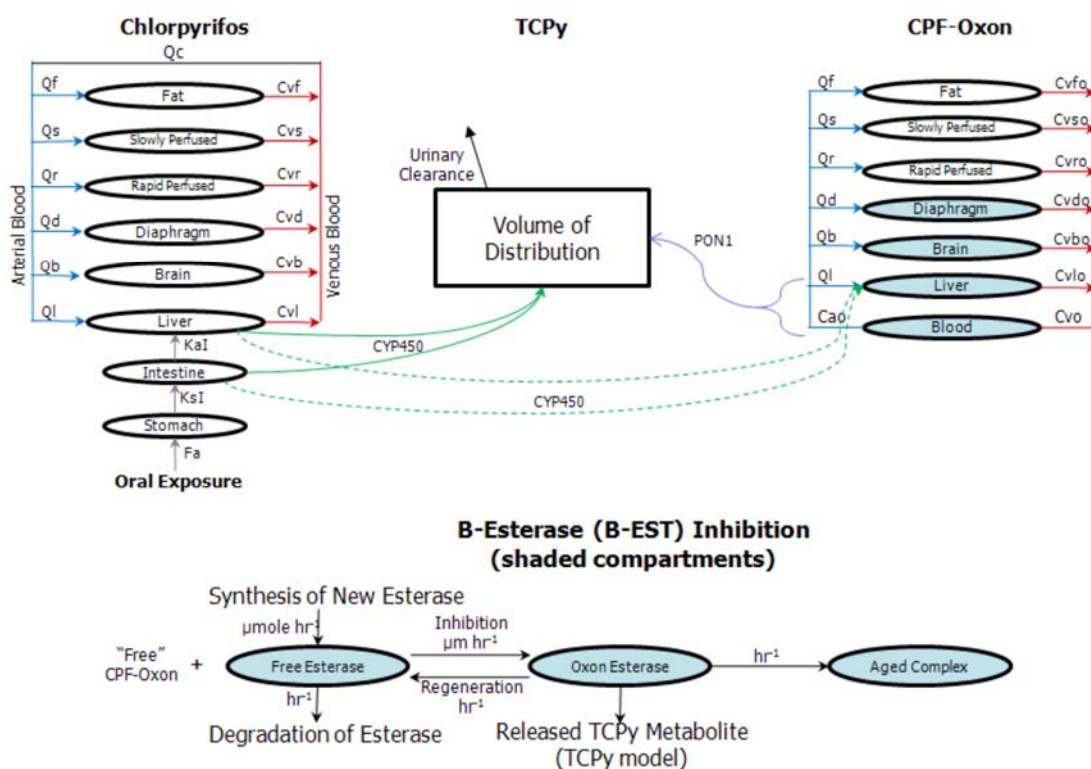 Chlorpyrifos
TCPy
CPF-Oxon
Qc
Qf
Fat
Cvf
Qs
Slowly Perfused
Cvs
Qr
Rapid Perfused
Cvr
Qd
Diaphragm
Cvd
Qb
Brain
Cvb
Ql
Liver
Cvl
Arterial Blood
Venous Blood
KaI
Intestine
KsI
Stomach
Fa
Oral Exposure
CYP450
CYP450
Urinary
Clearance
Volume of
Distribution
PON1
Qf
Fat
Cvfo
Qs
Slowly Perfused
Cvso
Qr
Rapid Perfused
Cvro
Qd
Diaphragm
Cvdo
Qb
Brain
Cvbo
Ql
Liver
Cvlo
Cao
Blood
Cvo
B-Esterase (B-EST) Inhibition
(shaded compartments)
Synthesis of New Esterase
µmole hr⁻¹
"Free"
CPF-Oxon
+
Free Esterase
Inhibition
µm hr⁻¹
Regeneration
hr⁻¹
Oxon Esterase
hr⁻¹
Aged Complex
hr⁻¹
Degradation of Esterase
Released TCPy Metabolite
(TCPy model)